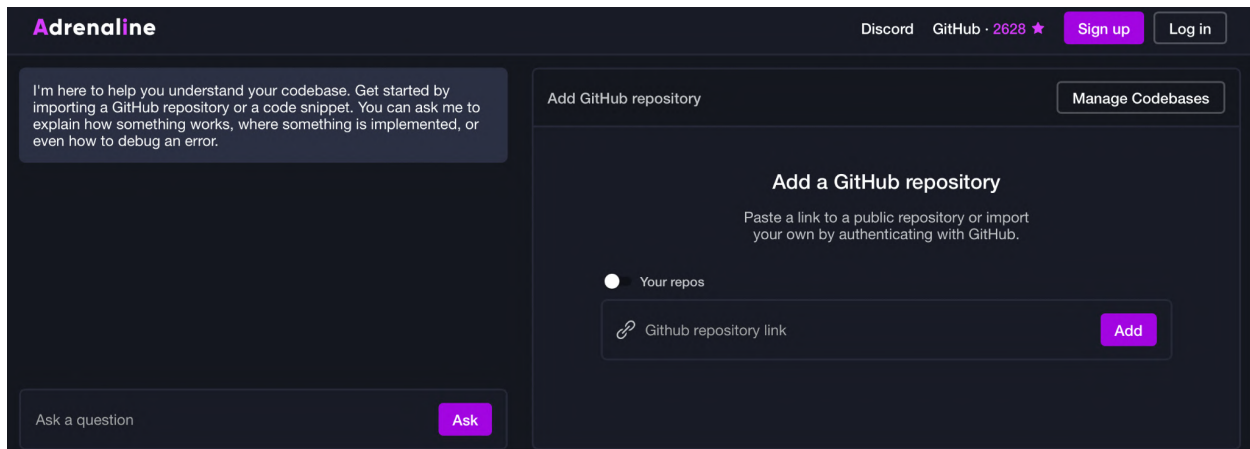 Adrenaline
Discord
GitHub · 2628 ★
Sign up
Log in
I'm here to help you understand your codebase. Get started by
importing a GitHub repository or a code snippet. You can ask me to
explain how something works, where something is implemented, or
even how to debug an error.
Ask a question
Ask
Add GitHub repository
Manage Codebases
Add a GitHub repository
Paste a link to a public repository or import
your own by authenticating with GitHub.
Your repos
Github repository link
Add